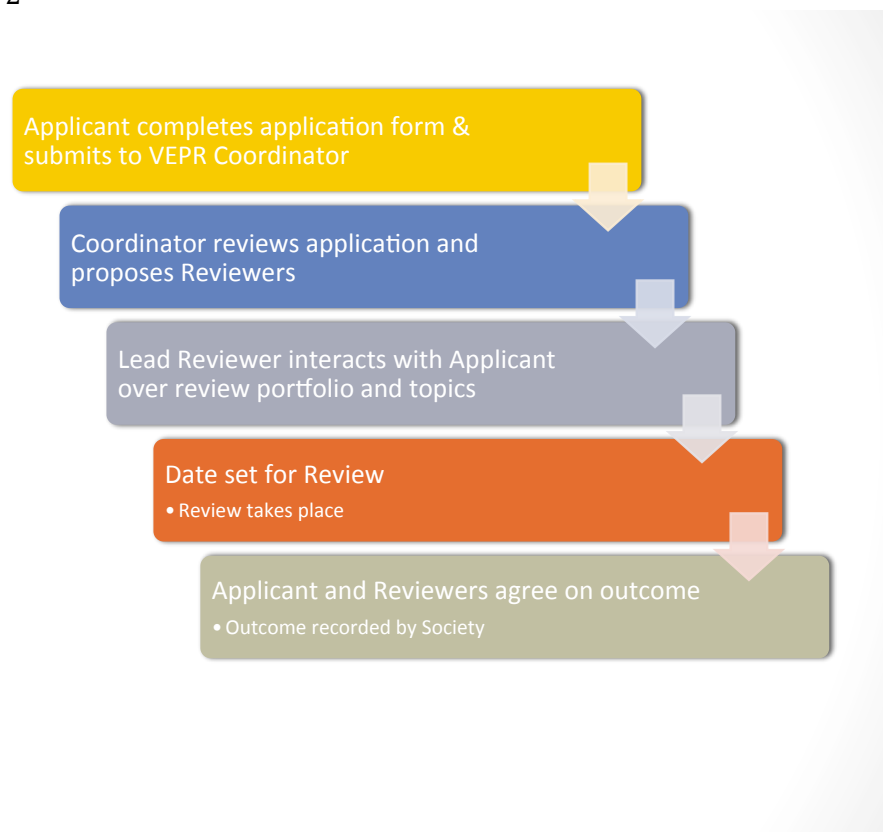 2
Applicant completes application form &
submits to VEPR Coordinator
Coordinator reviews application and
proposes Reviewers
Lead Reviewer interacts with Applicant
over review portfolio and topics
Date set for Review
• Review takes place
Applicant and Reviewers agree on outcome
• Outcome recorded by Society